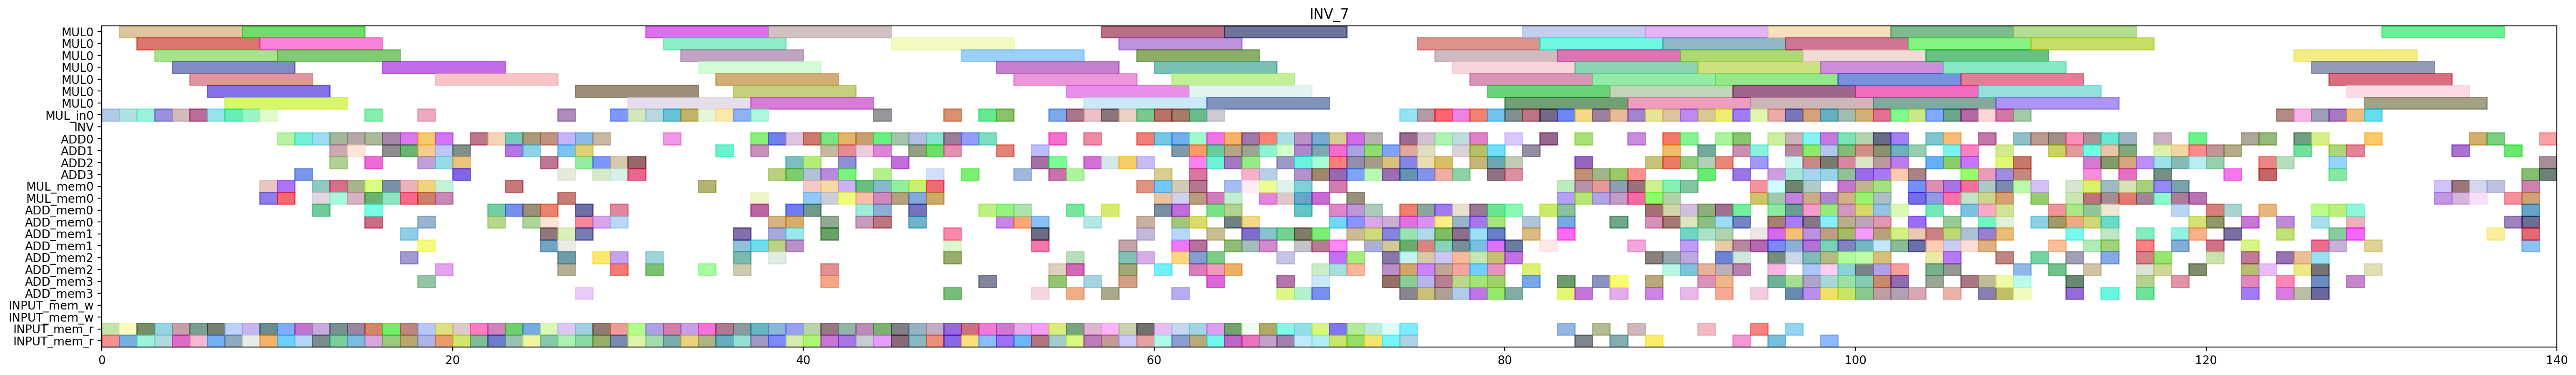 INV_7
MUL0
MUL0
MUL0
MUL0
MUL0
MUL0
MUL0
MUL_in0
INV
ADD0
ADD1
ADD2
ADD3
MUL_mem0
MUL_mem0
ADD_mem0
ADD_mem0
ADD_mem1
ADD_mem1
ADD_mem2
ADD_mem2
ADD_mem3
ADD_mem3
INPUT_mem_w
INPUT_mem_w
INPUT_mem_r
INPUT_mem_r
0 20 40 60 80 100 120 140